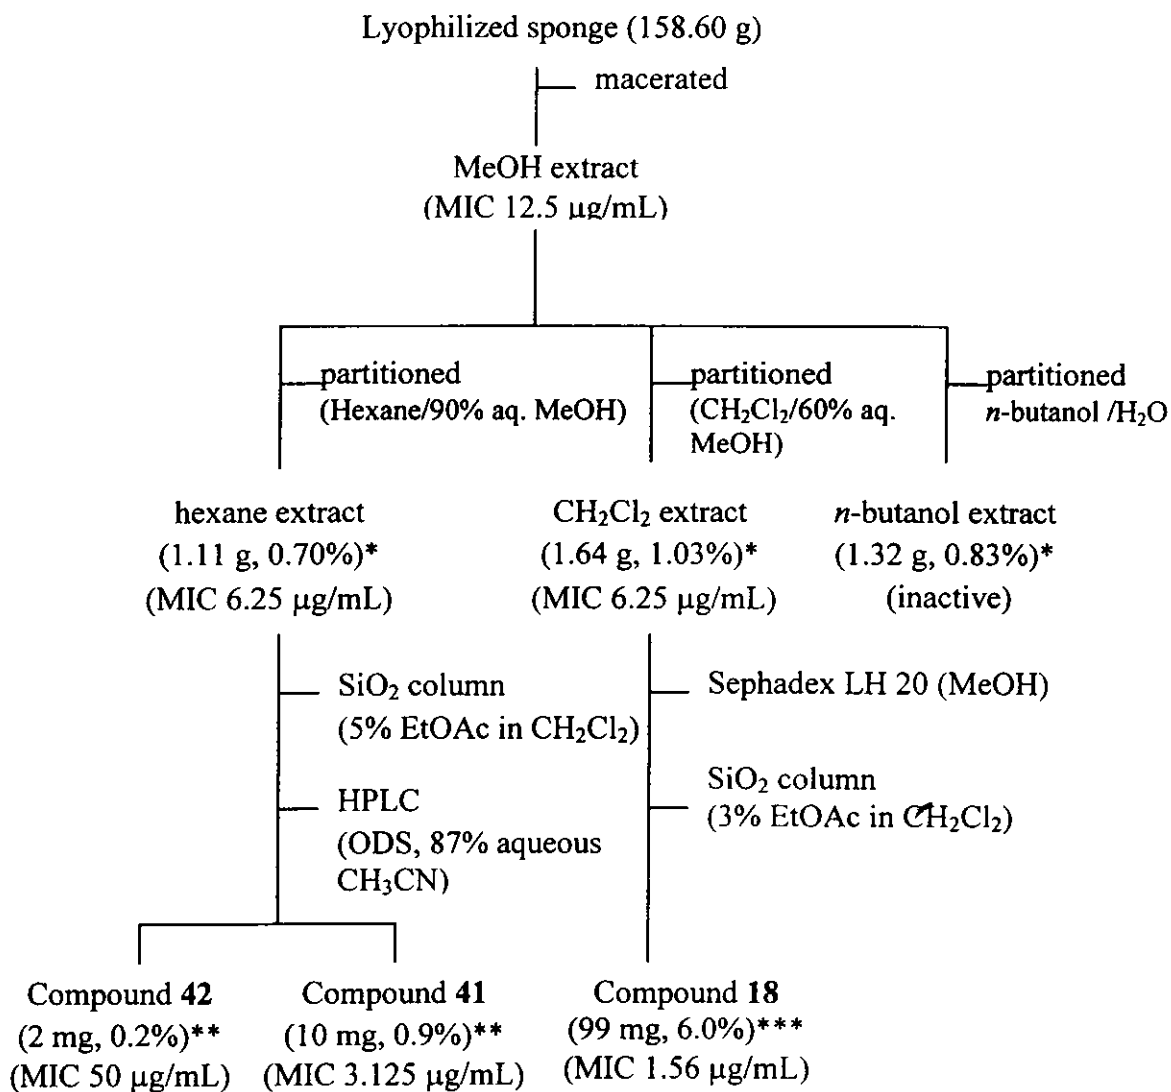 Lyophilized sponge (158.60 g)
macerated
MeOH extract
(MIC 12.5 μg/mL)
partitioned
(Hexane/90% aq. MeOH)
partitioned
(CH₂Cl₂/60% aq.
MeOH)
partitioned
n-butanol /H₂O
hexane extract
(1.11 g, 0.70%)*
(MIC 6.25 μg/mL)
CH₂Cl₂ extract
(1.64 g, 1.03%)*
(MIC 6.25 μg/mL)
n-butanol extract
(1.32 g, 0.83%)*
(inactive)
SiO₂ column
(5% EtOAc in CH₂Cl₂)
HPLC
(ODS, 87% aqueous
CH₃CN)
Sephadex LH 20 (MeOH)
SiO₂ column
(3% EtOAc in CH₂Cl₂)
Compound 42
(2 mg, 0.2%)**
(MIC 50 μg/mL)
Compound 41
(10 mg, 0.9%)**
(MIC 3.125 μg/mL)
Compound 18
(99 mg, 6.0%)***
(MIC 1.56 μg/mL)